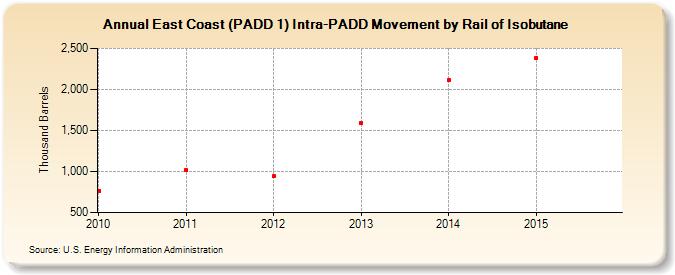 Annual East Coast (PADD 1) Intra-PADD Movement by Rail of Isobutane
Thousand Barrels
2,500
2,000
1,500
1,000
500
2010 2011 2012 2013 2014 2015
Source: U.S. Energy Information Administration